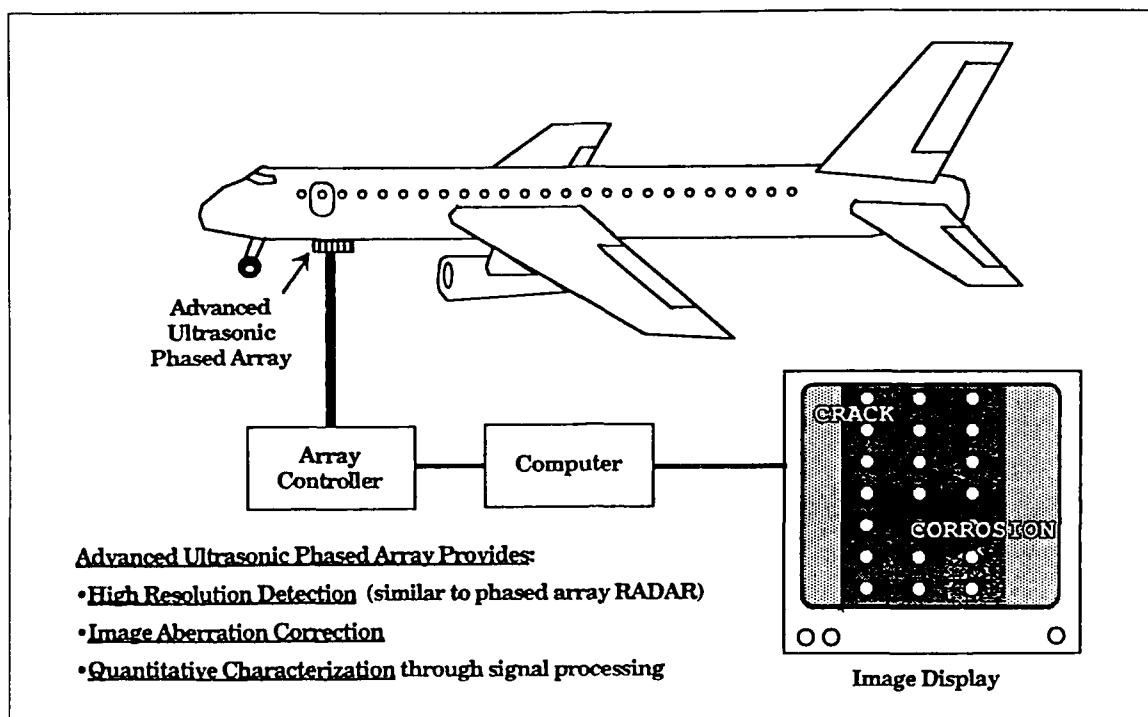 Advanced
Ultrasonic
Phased Array
Array
Controller
Computer
CRACK
CORROSION
Image Display
Advanced Ultrasonic Phased Array Provides:
•High Resolution Detection (similar to phased array RADAR)
•Image Aberration Correction
•Quantitative Characterization through signal processing